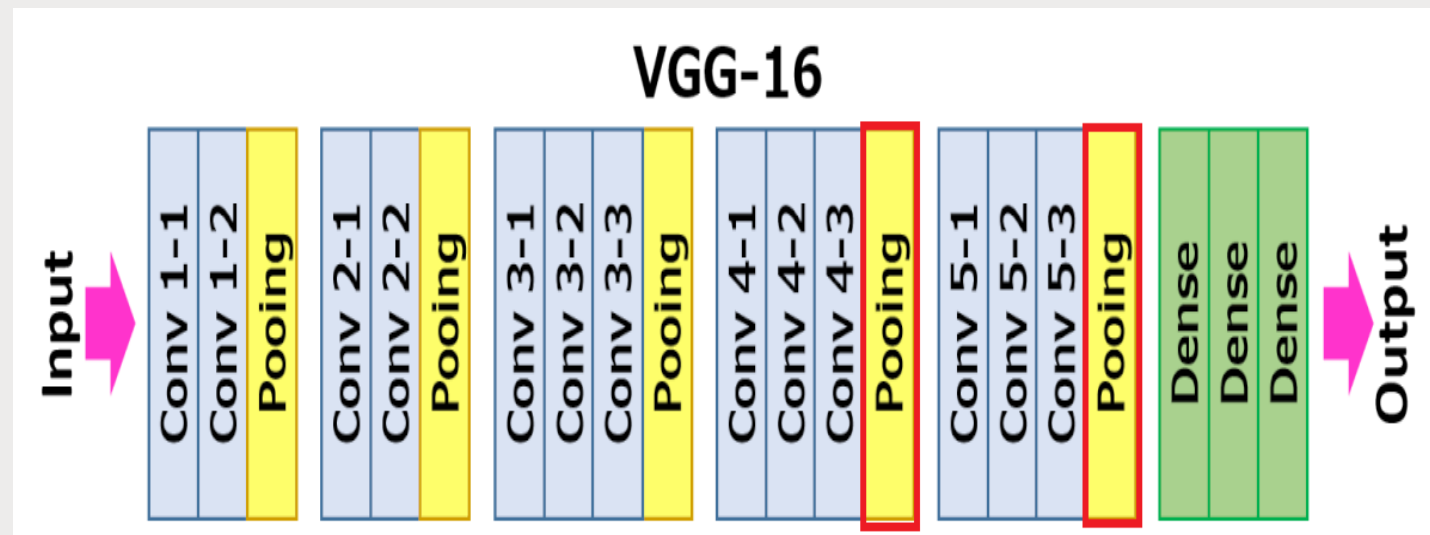 VGG-16
Input
Conv 1-1
Conv 1-2
Pooing
Conv 2-1
Conv 2-2
Pooing
Conv 3-1
Conv 3-2
Conv 3-3
Pooing
Conv 4-1
Conv 4-2
Conv 4-3
Pooing
Conv 5-1
Conv 5-2
Conv 5-3
Pooing
Dense
Dense
Dense
Output